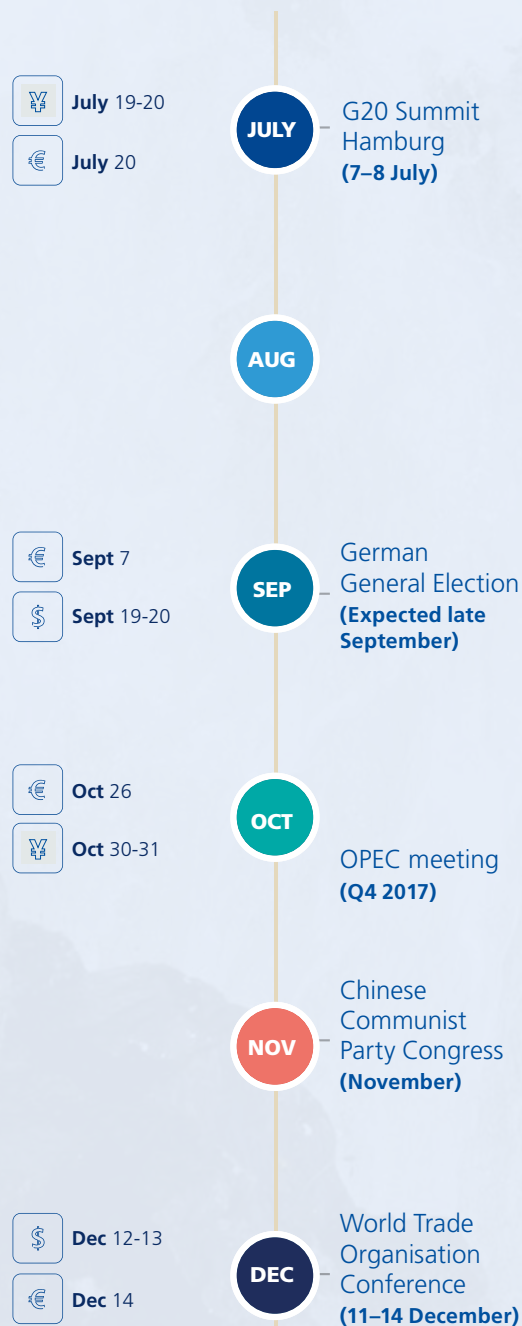 ¥ July 19-20
€ July 20
JULY
G20 Summit
Hamburg
(7–8 July)
AUG
€ Sept 7
$ Sept 19-20
SEP
German
General Election
(Expected late
September)
€ Oct 26
¥ Oct 30-31
OCT
OPEC meeting
(Q4 2017)
NOV
Chinese
Communist
Party Congress
(November)
$ Dec 12-13
€ Dec 14
DEC
World Trade
Organisation
Conference
(11–14 December)